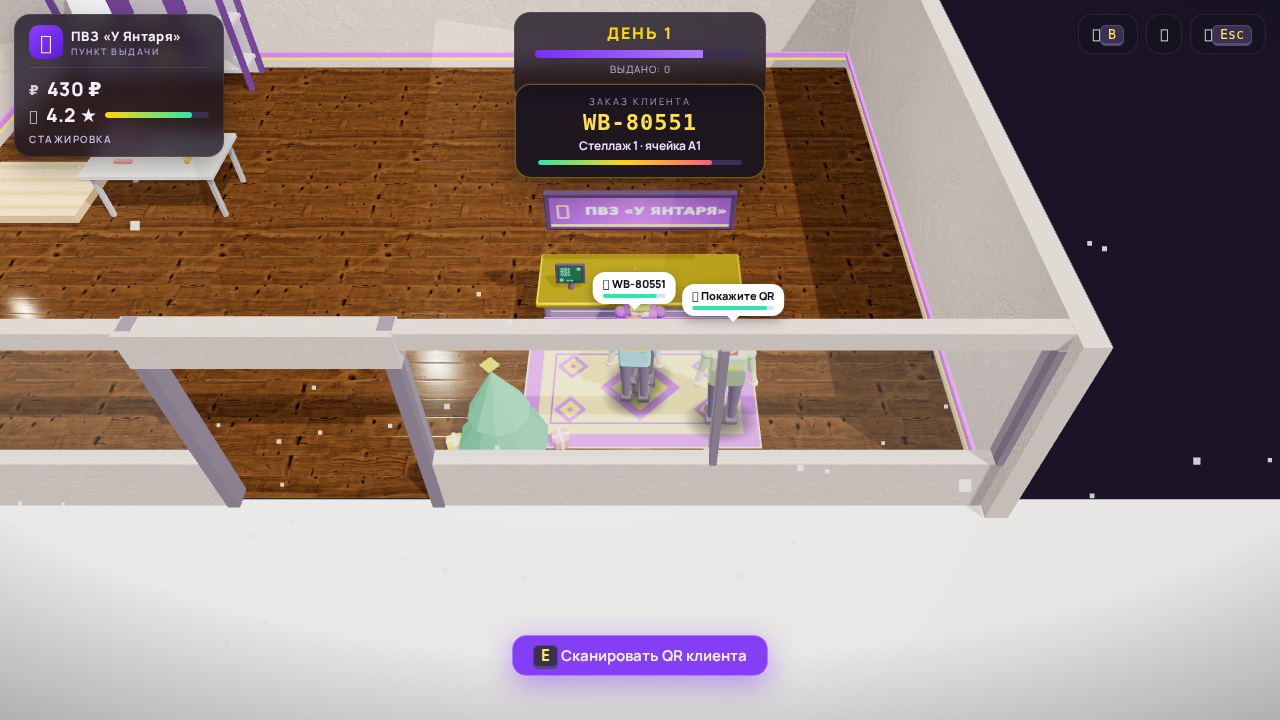 ПВЗ «У Янтаря»
ПУНКТ ВЫДАЧИ
₽ 430 ₽
4.2 ★
СТАЖИРОВКА
ДЕНЬ 1
ВЫДАНО: 0
ЗАКАЗ КЛИЕНТА
WB-80551
Стеллаж 1 · ячейка A1
B
Esc
ПВЗ «У ЯНТАРЯ»
WB-80551
Покажите QR
E Сканировать QR клиента